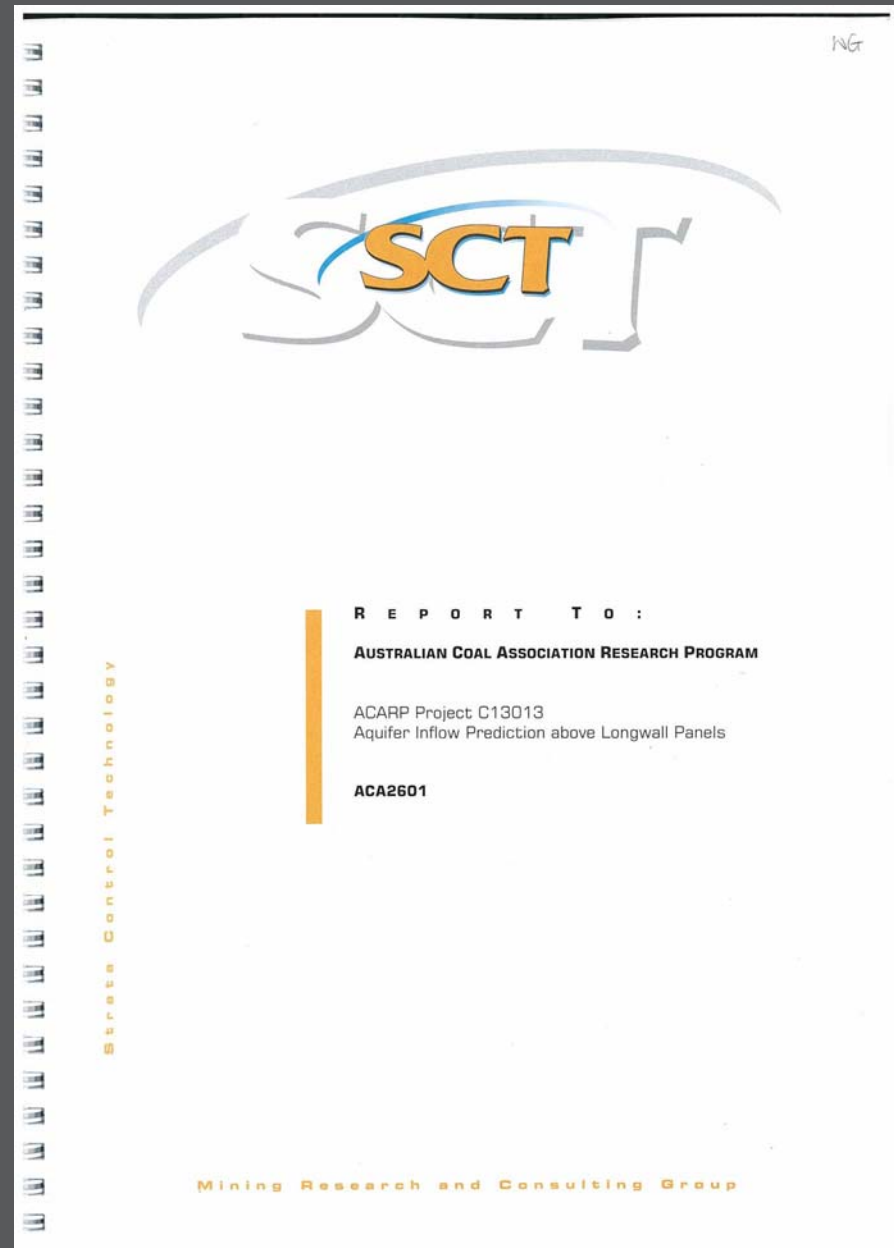 WG
SCT
SCT
REPORT TO:
AUSTRALIAN COAL ASSOCIATION RESEARCH PROGRAM
ACARP Project C13013
Aquifer Inflow Prediction above Longwall Panels
ACA2601
Strata Control Technology
Mining Research and Consulting Group